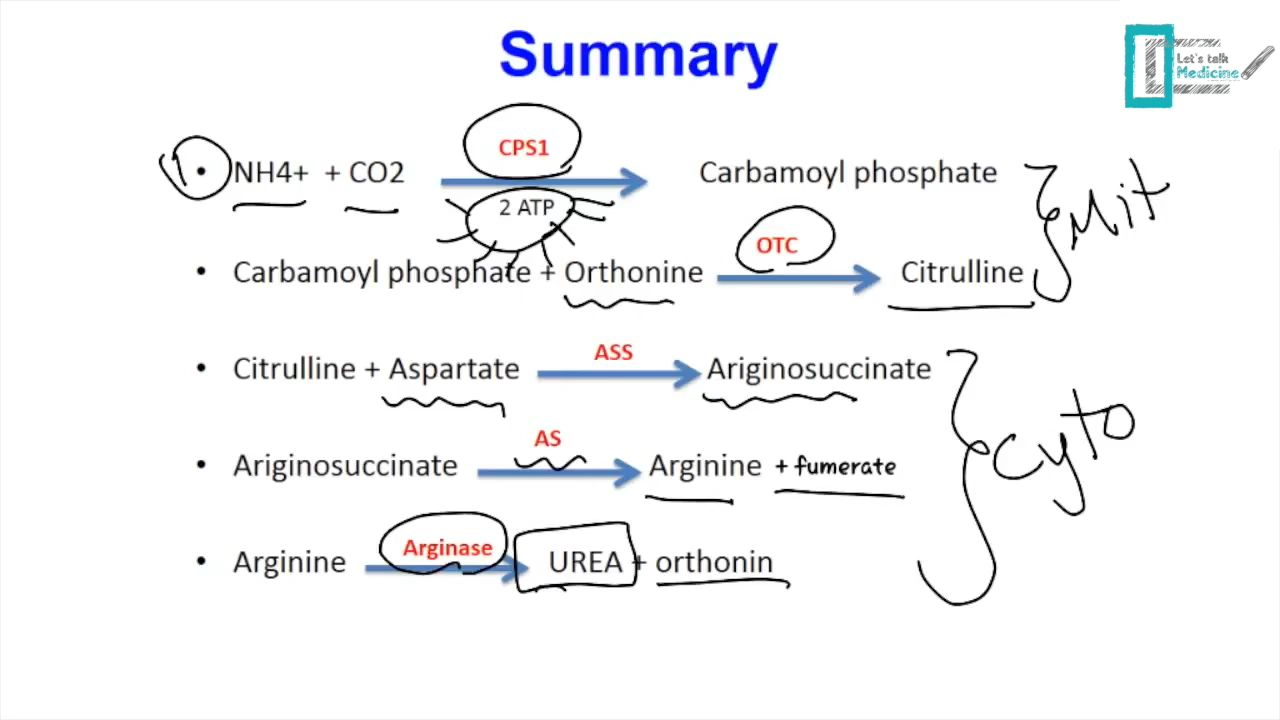 Summary
Let's talk
Medicine
1.
• NH4+ + CO2 CPS1 Carbamoyl phosphate
2 ATP
Mit
• Carbamoyl phosphate + Orthonine OTC Citrulline
• Citrulline + Aspartate ASS Ariginosuccinate
Cyto
• Ariginosuccinate AS Arginine + fumerate
• Arginine Arginase UREA + orthonin